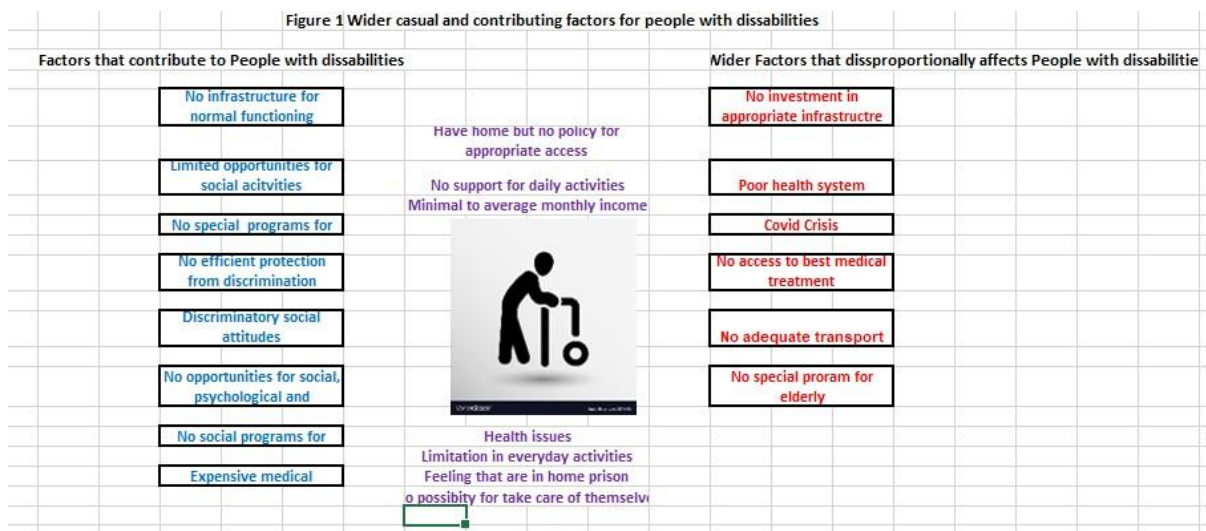 Figure 1 Wider casual and contributing factors for people with dissabilities
Factors that contribute to People with dissabilities
No infrastructure for
normal functioning
Limited opportunities for
social acitvities
No special programs for
No efficient protection
from discrimination
Discriminatory social
attitudes
No opportunities for social,
psychological and
No social programs for
Expensive medical
Have home but no policy for
appropriate access
No support for daily activities
Minimal to average monthly income
Health issues
Limitation in everyday activities
Feeling that are in home prison
o possibity for take care of themselve
Wider Factors that dissproportionally affects People with dissabilitie
No investment in
appropriate infrastructre
Poor health system
Covid Crisis
No access to best medical
treatment
No adequate transport
No special proram for
elderly